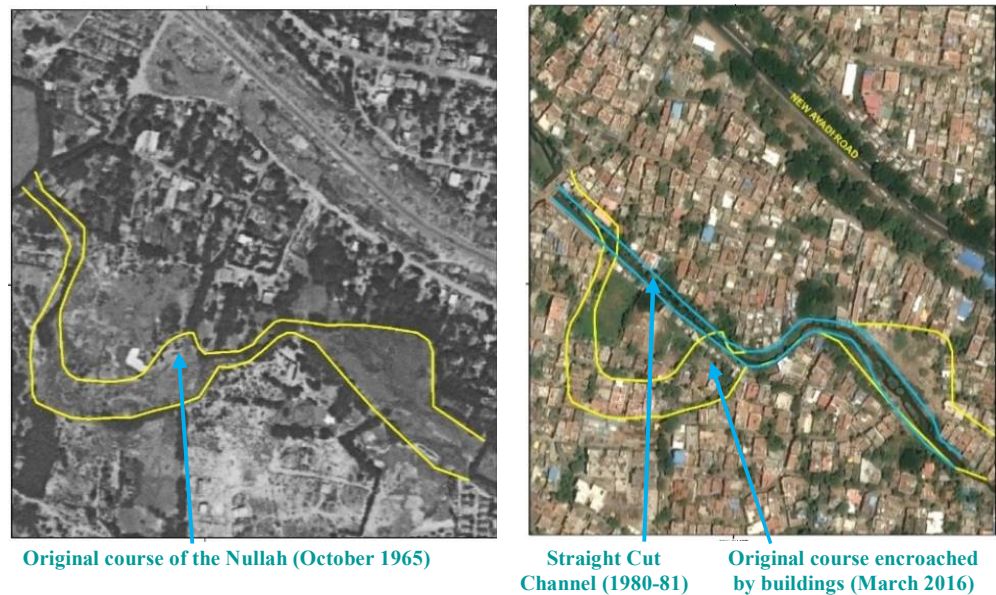 NEW AVADI ROAD
Original course of the Nullah (October 1965)
Straight Cut
Channel (1980-81)
Original course encroached
by buildings (March 2016)